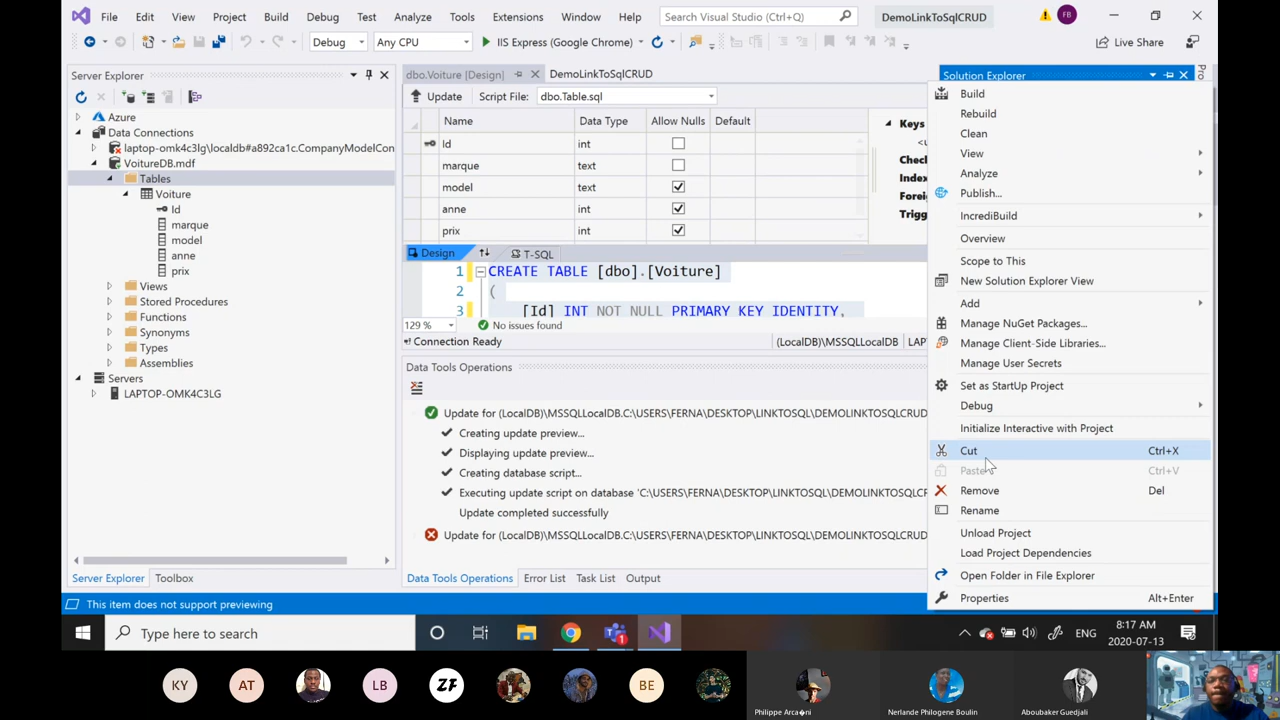 File Edit View Project Build Debug Test Analyze Tools Extensions Window Help Search Visual Studio (Ctrl+Q) DemoLinkToSqlCRUD FB
Debug Any CPU IIS Express (Google Chrome) Live Share
Server Explorer
Azure
Data Connections
laptop-omk4c3lg\localdb#a892ca1c.CompanyModelCon
VoitureDB.mdf
Tables
Voiture
Id
marque
model
anne
prix
Views
Stored Procedures
Functions
Synonyms
Types
Assemblies
Servers
LAPTOP-OMK4C3LG
Server Explorer Toolbox
dbo.Voiture [Design] DemoLinkToSqlCRUD
Update Script File: dbo.Table.sql
Name Data Type Allow Nulls Default
Id int
marque text
model text
anne int
prix int
Keys
<u
Chec
Index
Forei
Trigg
Design T-SQL
1 CREATE TABLE [dbo].[Voiture]
2 (
3 [Id] INT NOT NULL PRIMARY KEY IDENTITY,
129 % No issues found
Connection Ready (LocalDB)\MSSQLLocalDB LAP
Data Tools Operations
Update for (LocalDB)\MSSQLLocalDB.C:\USERS\FERNA\DESKTOP\LINKTOSQL\DEMOLINKTOSQLCRUD
Creating update preview...
Displaying update preview...
Creating database script...
Executing update script on database 'C:\USERS\FERNA\DESKTOP\LINKTOSQL\DEMOLINKTOSQLCR
Update completed successfully
Update for (LocalDB)\MSSQLLocalDB.C:\USERS\FERNA\DESKTOP\LINKTOSQL\DEMOLINKTOSQLCRUD
Data Tools Operations Error List Task List Output
Solution Explorer
Pro
Build
Rebuild
Clean
View
Analyze
Publish...
IncrediBuild
Overview
Scope to This
New Solution Explorer View
Add
Manage NuGet Packages...
Manage Client-Side Libraries...
Manage User Secrets
Set as StartUp Project
Debug
Initialize Interactive with Project
Cut Ctrl+X
Paste Ctrl+V
Remove Del
Rename
Unload Project
Load Project Dependencies
Open Folder in File Explorer
Properties Alt+Enter
This item does not support previewing
Type here to search
ENG
8:17 AM
2020-07-13
KY AT LB ZF BE
Philippe Arca�ni Nerlande Philogene Boulin Aboubaker Guedjali